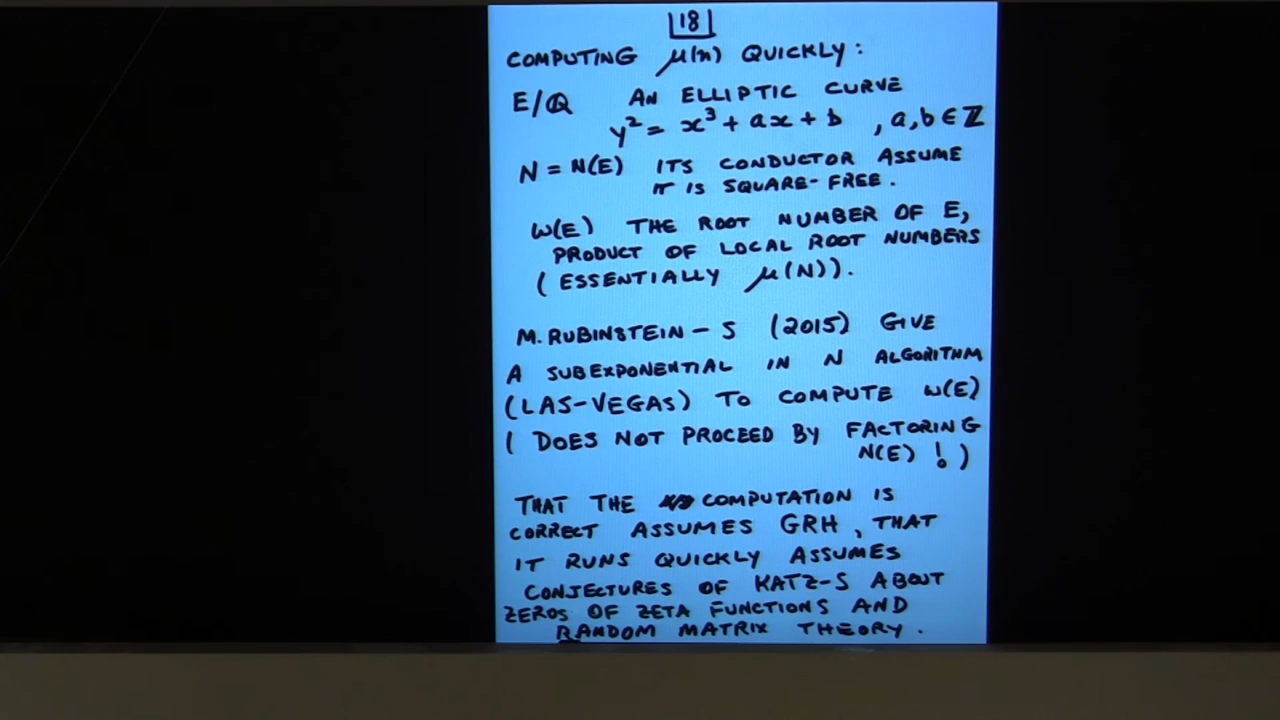 18
COMPUTING μ(n) QUICKLY:
E/ℚ AN ELLIPTIC CURVE
y² = x³ + ax + b , a, b ∈ ℤ
N = N(E) ITS CONDUCTOR ASSUME
IT IS SQUARE-FREE.
W(E) THE ROOT NUMBER OF E,
PRODUCT OF LOCAL ROOT NUMBERS
(ESSENTIALLY μ(N)).
M. RUBINSTEIN - S (2015) GIVE
A SUBEXPONENTIAL IN N ALGORITHM
(LAS-VEGAS) TO COMPUTE W(E)
(DOES NOT PROCEED BY FACTORING
N(E)!)
THAT THE COMPUTATION IS
CORRECT ASSUMES GRH, THAT
IT RUNS QUICKLY ASSUMES
CONJECTURES OF KATZ-S ABOUT
ZEROS OF ZETA FUNCTIONS AND
RANDOM MATRIX THEORY.